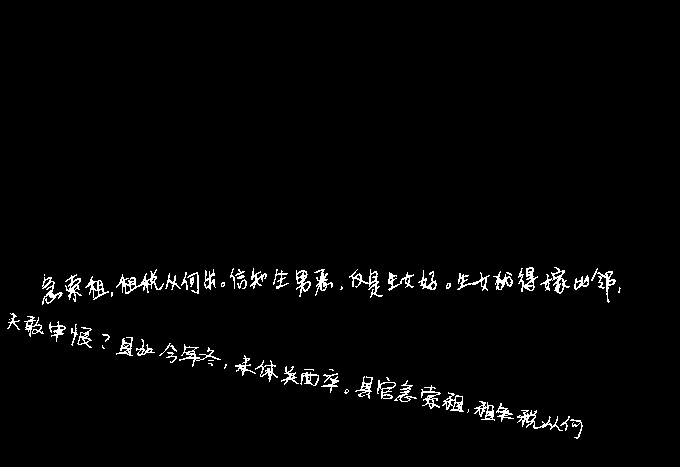 急索租,租税从何出。信知生男恶,反是生女好。生女犹得嫁比邻,
夫敢申恨?且如今年冬,未休关西卒。县官急索租,租税从何